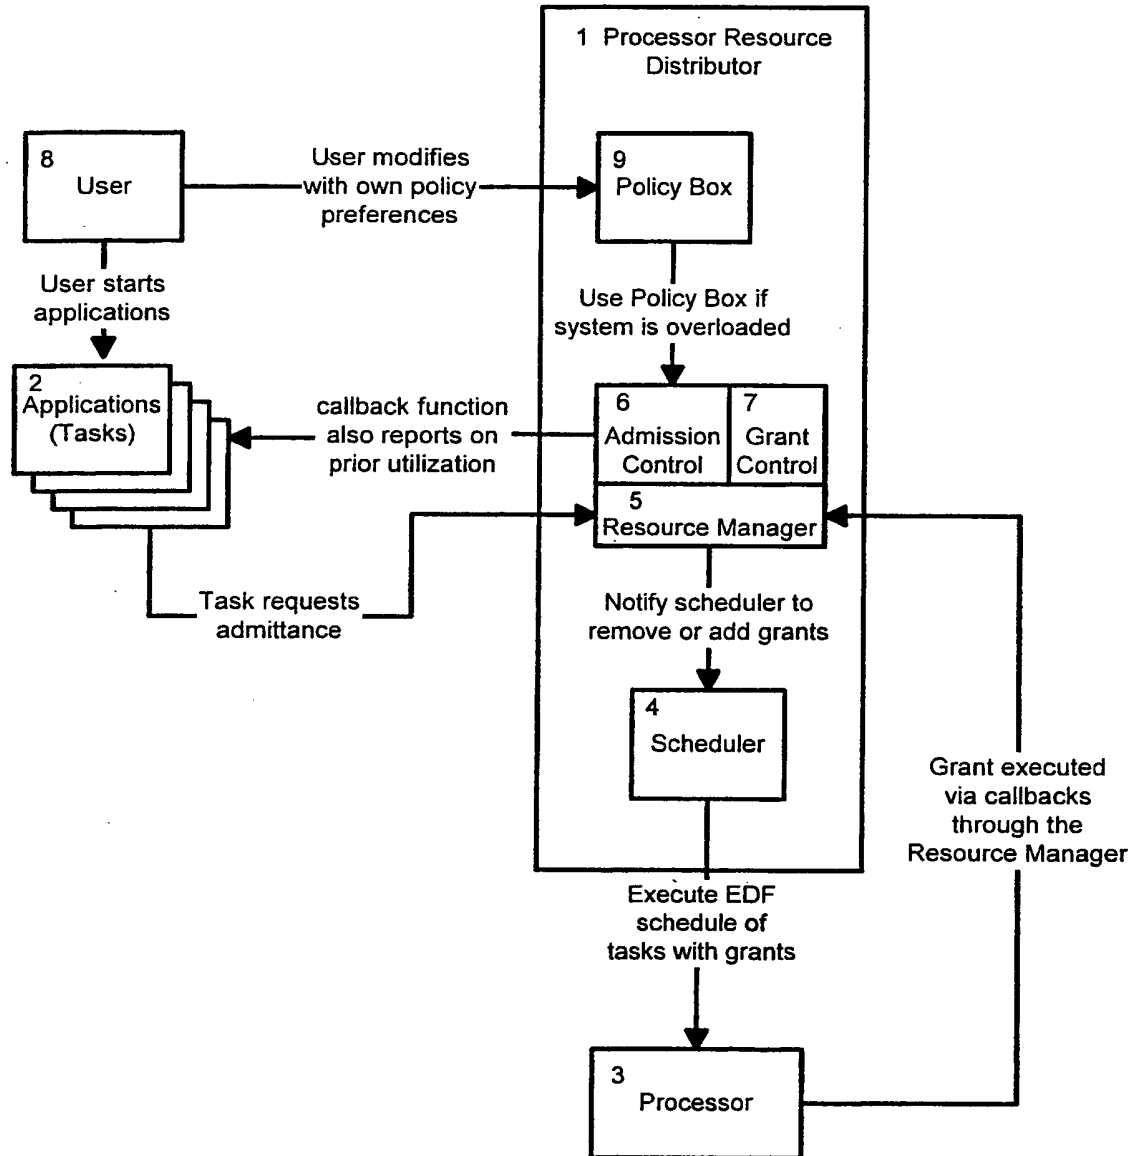 1 Processor Resource
Distributor
8
User
User modifies
with own policy
preferences
9
Policy Box
User starts
applications
Use Policy Box if
system is overloaded
2
Applications
(Tasks)
callback function
also reports on
prior utilization
6
Admission
Control
7
Grant
Control
5
Resource Manager
Task requests
admittance
Notify scheduler to
remove or add grants
4
Scheduler
Grant executed
via callbacks
through the
Resource Manager
Execute EDF
schedule of
tasks with grants
3
Processor